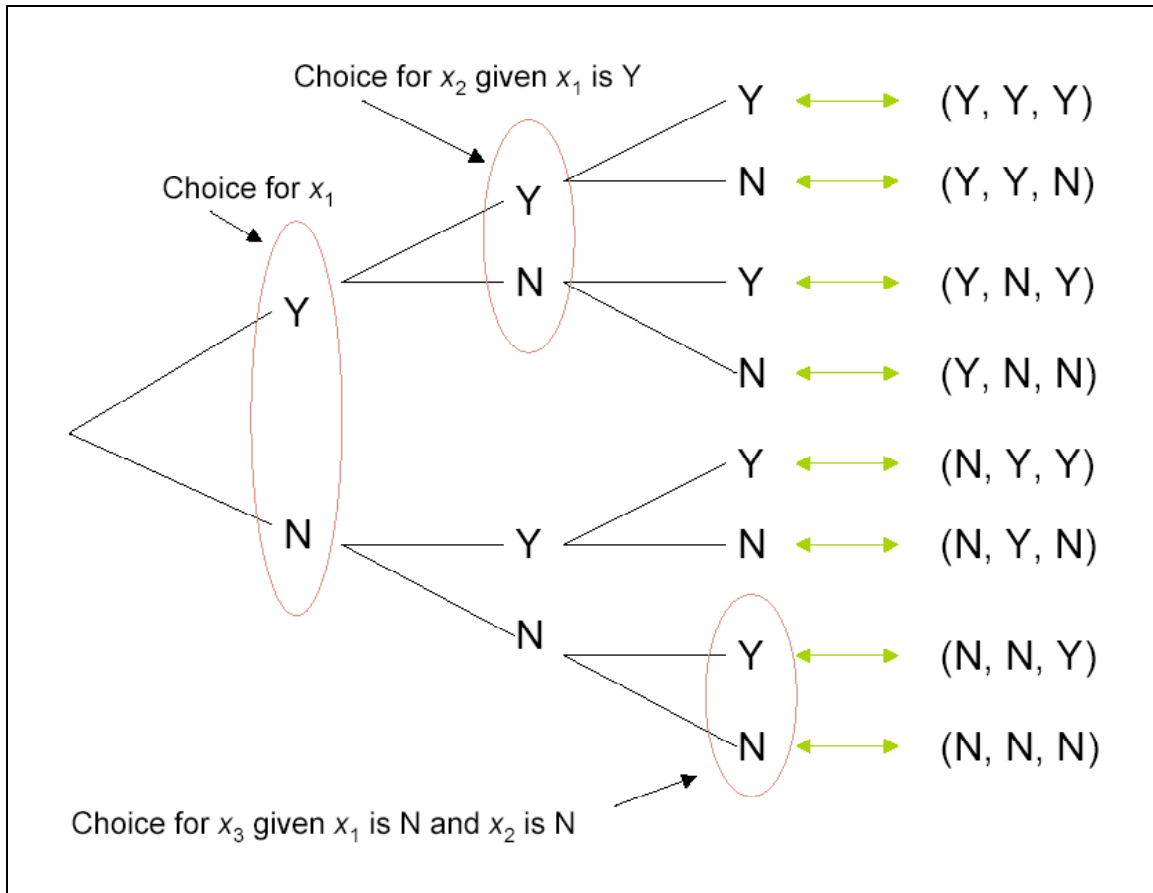 Choice for x₂ given x₁ is Y
Y (Y, Y, Y)
Choice for x₁
N (Y, Y, N)
Y
N Y (Y, N, Y)
Y
N (Y, N, N)
Y (N, Y, Y)
N Y N (N, Y, N)
N Y (N, N, Y)
N (N, N, N)
Choice for x₃ given x₁ is N and x₂ is N